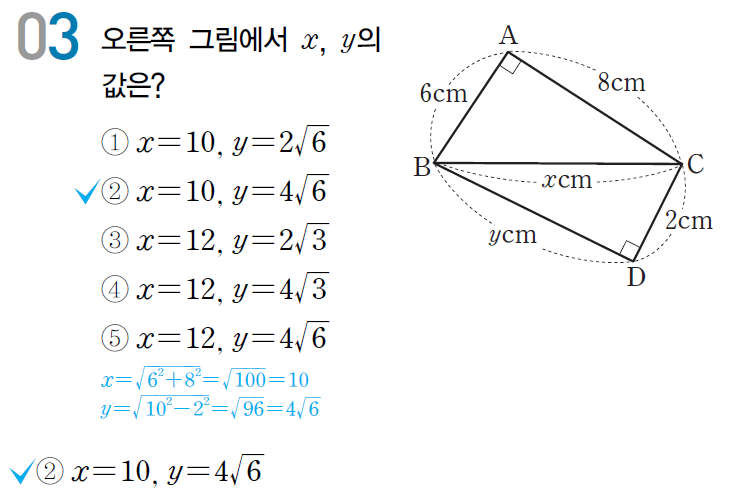 03 오른쪽 그림에서 x, y의
값은?
① x=10, y=2√6
② x=10, y=4√6
③ x=12, y=2√3
④ x=12, y=4√3
⑤ x=12, y=4√6
x=√(6²+8²)=√100=10
y=√(10²-2²)=√96=4√6
② x=10, y=4√6
A
6cm
8cm
B
C
xcm
2cm
ycm
D